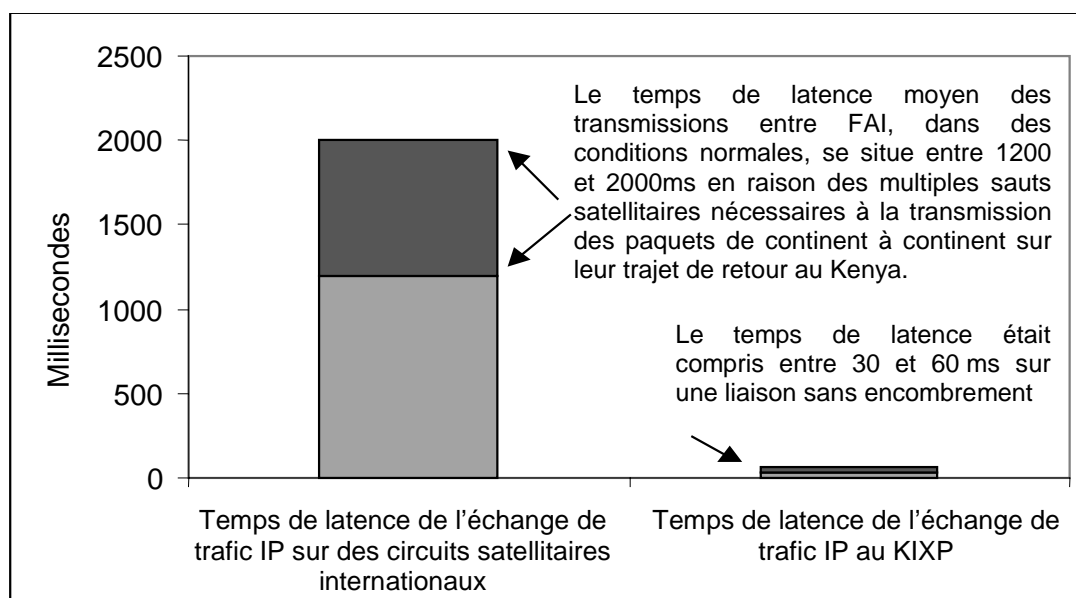 2500
2000
1500
1000
500
0
Millisecondes
Le temps de latence moyen des
transmissions entre FAI, dans des
conditions normales, se situe entre 1200
et 2000ms en raison des multiples sauts
satellitaires nécessaires à la transmission
des paquets de continent à continent sur
leur trajet de retour au Kenya.
Le temps de latence était
compris entre 30 et 60 ms sur
une liaison sans encombrement
Temps de latence de l’échange de
trafic IP sur des circuits satellitaires
internationaux
Temps de latence de l’échange de
trafic IP au KIXP